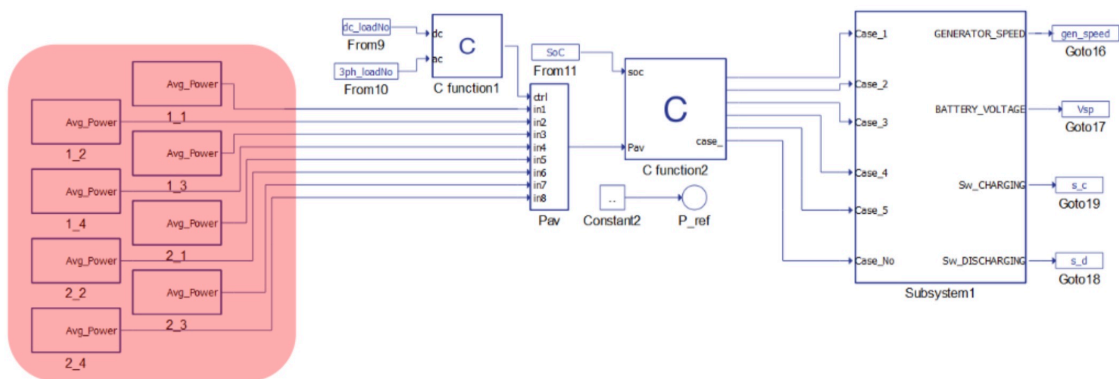 Avg_Power
1_1
Avg_Power
1_2
Avg_Power
1_3
Avg_Power
1_4
Avg_Power
2_1
Avg_Power
2_2
Avg_Power
2_3
Avg_Power
2_4
dc_loadNo
From9
3ph_loadNo
From10
dc
ac
C
C function1
ctrl
in1
in2
in3
in4
in5
in6
in7
in8
Pav
SoC
From11
soc
Pav
C
case_
C function2
..
Constant2
P_ref
Case_1
Case_2
Case_3
Case_4
Case_5
Case_No
GENERATOR_SPEED
BATTERY_VOLTAGE
Sw_CHARGING
Sw_DISCHARGING
Subsystem1
gen_speed
Goto16
Vsp
Goto17
s_c
Goto19
s_d
Goto18